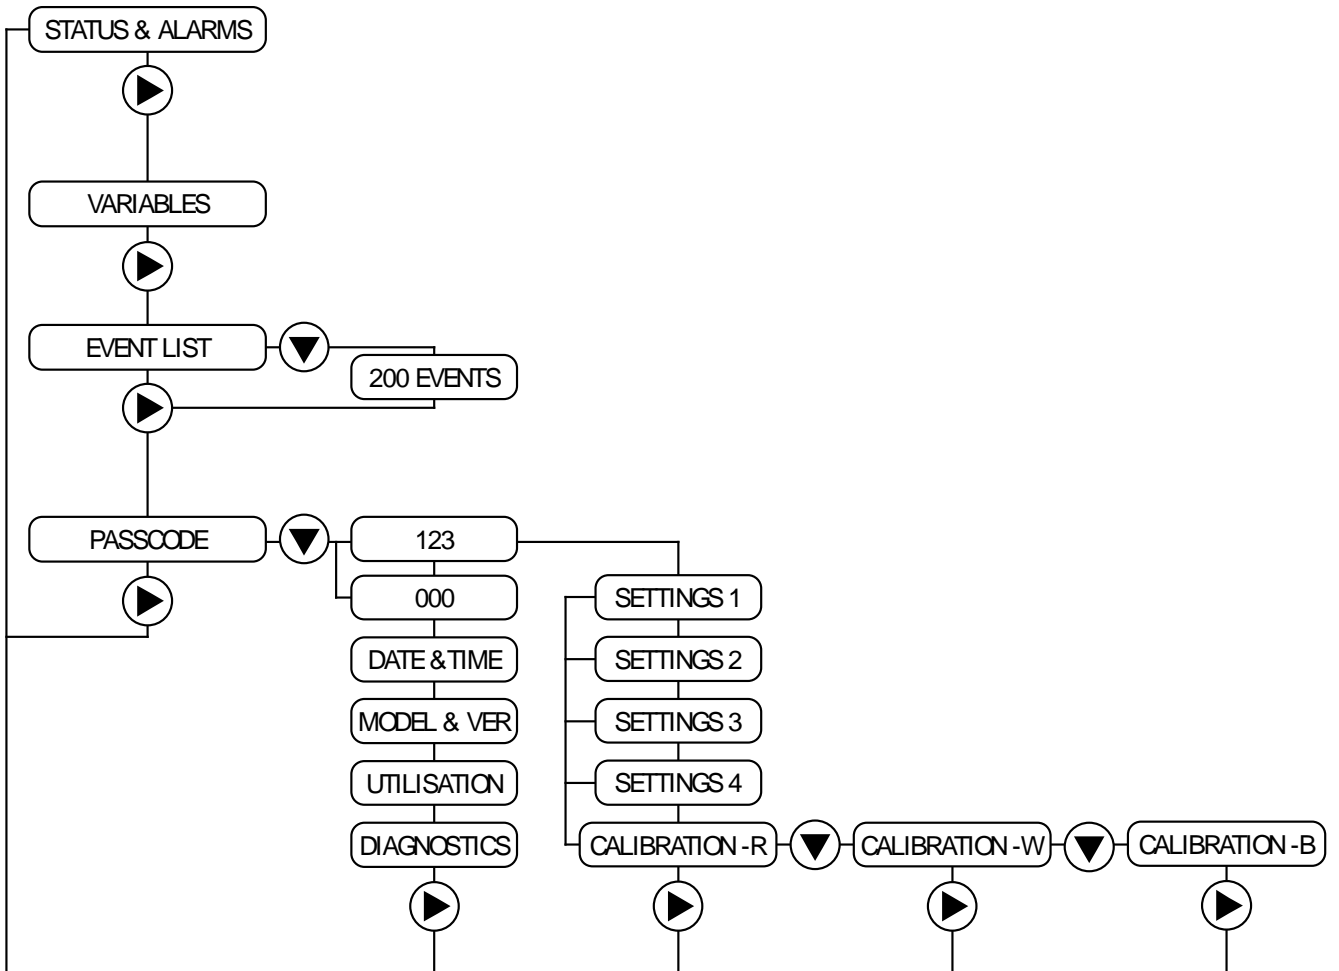 STATUS & ALARMS
VARIABLES
EVENT LIST
200 EVENTS
PASSCODE
123
000
DATE & TIME
MODEL & VER
UTILISATION
DIAGNOSTICS
SETTINGS 1
SETTINGS 2
SETTINGS 3
SETTINGS 4
CALIBRATION -R
CALIBRATION -W
CALIBRATION -B